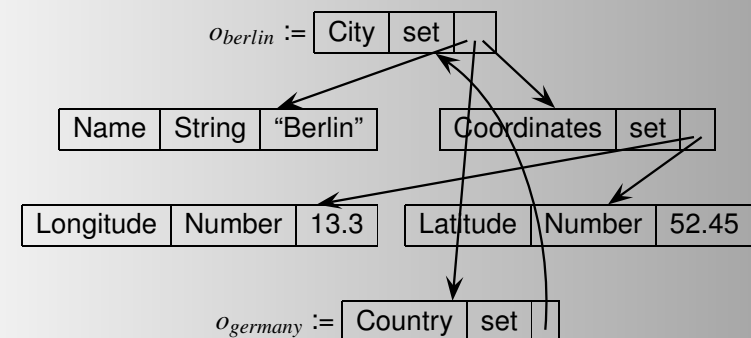 o_berlin := City set
Name String “Berlin” Coordinates set
Longitude Number 13.3 Latitude Number 52.45
o_germany := Country set